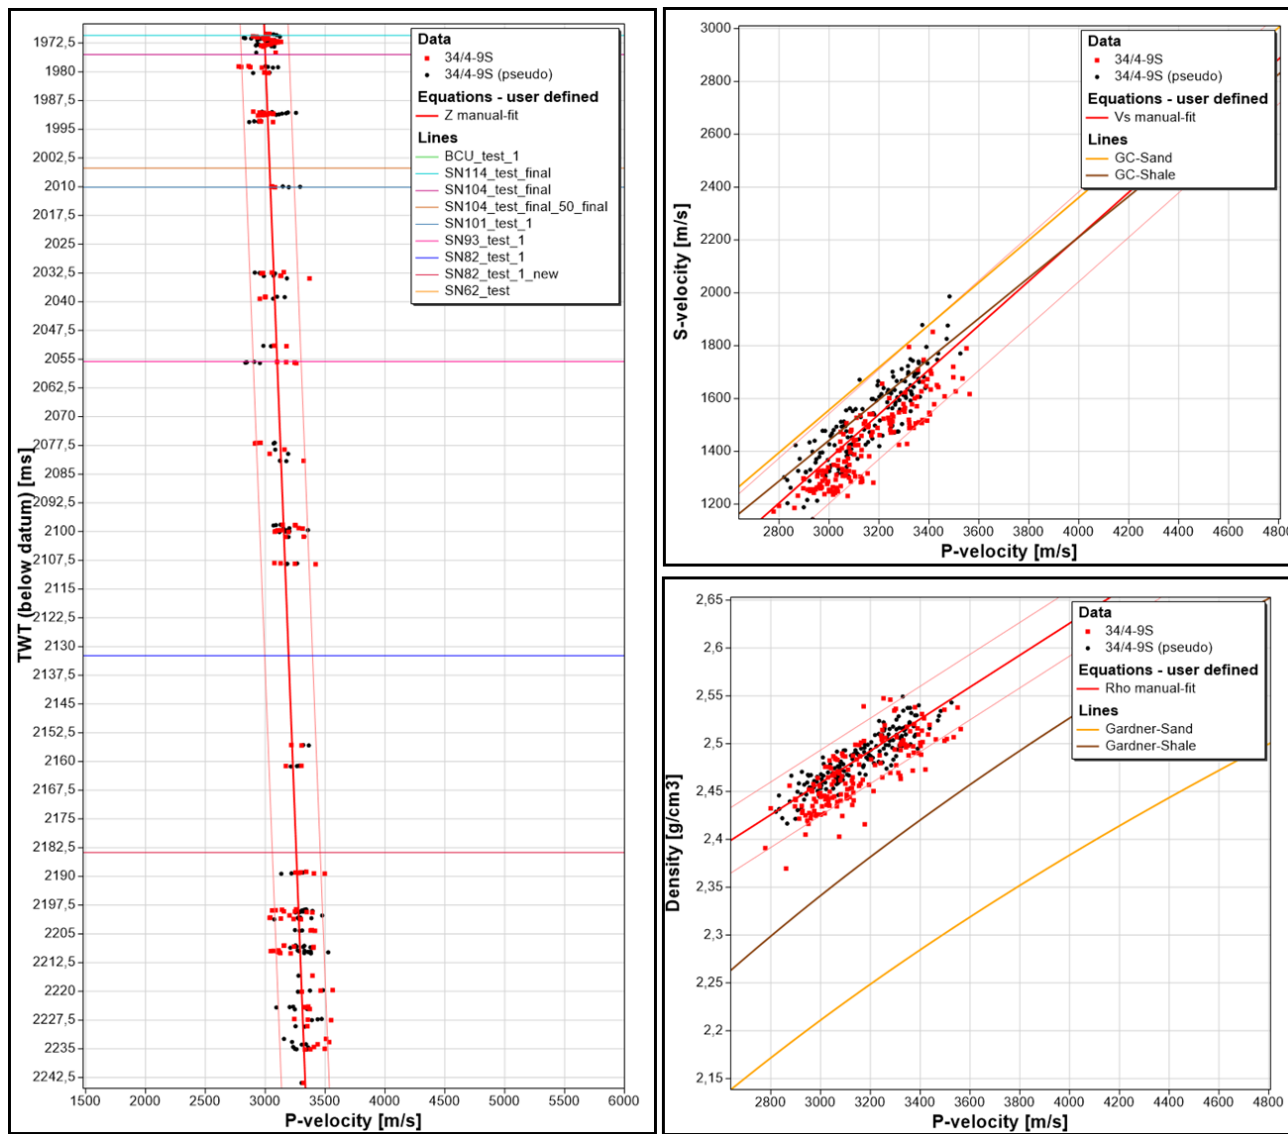 TWT (below datum) [ms]
1972,5
1980
1987,5
1995
2002,5
2010
2017,5
2025
2032,5
2040
2047,5
2055
2062,5
2070
2077,5
2085
2092,5
2100
2107,5
2115
2122,5
2130
2137,5
2145
2152,5
2160
2167,5
2175
2182,5
2190
2197,5
2205
2212,5
2220
2227,5
2235
2242,5
1500 2000 2500 3000 3500 4000 4500 5000 5500 6000
P-velocity [m/s]
Data
34/4-9S
34/4-9S (pseudo)
Equations - user defined
Z manual-fit
Lines
BCU_test_1
SN114_test_final
SN104_test_final
SN104_test_final_50_final
SN101_test_1
SN93_test_1
SN82_test_1
SN82_test_1_new
SN62_test
S-velocity [m/s]
3000
2800
2600
2400
2200
2000
1800
1600
1400
1200
2800 3000 3200 3400 3600 3800 4000 4200 4400 4600 4800
P-velocity [m/s]
Data
34/4-9S
34/4-9S (pseudo)
Equations - user defined
Vs manual-fit
Lines
GC-Sand
GC-Shale
Density [g/cm3]
2,65
2,6
2,55
2,5
2,45
2,4
2,35
2,3
2,25
2,2
2,15
2800 3000 3200 3400 3600 3800 4000 4200 4400 4600 4800
P-velocity [m/s]
Data
34/4-9S
34/4-9S (pseudo)
Equations - user defined
Rho manual-fit
Lines
Gardner-Sand
Gardner-Shale